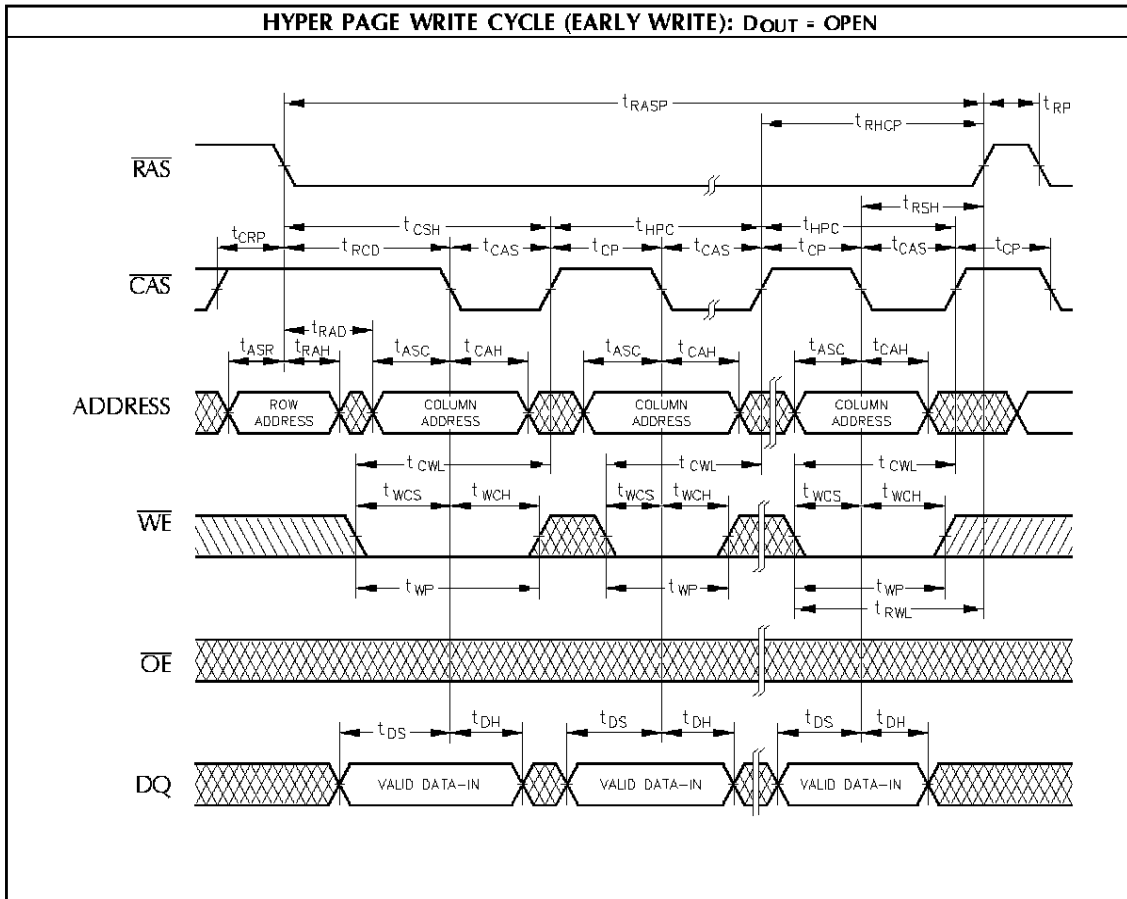 HYPER PAGE WRITE CYCLE (EARLY WRITE): DOUT = OPEN
tRASP tRP
tRHCP
RAS
tRSH
tCRP tCSH tHPC tHPC
tRCD tCAS tCP tCAS tCP tCAS tCP
CAS
tRAD
tASR tRAH tASC tCAH tASC tCAH tASC tCAH
ADDRESS ROW ADDRESS COLUMN ADDRESS COLUMN ADDRESS COLUMN ADDRESS
tCWL tCWL tCWL
tWCS tWCH tWCS tWCH tWCS tWCH
WE
tWP tWP tWP
tRWL
OE
tDS tDH tDS tDH tDS tDH
DQ VALID DATA-IN VALID DATA-IN VALID DATA-IN